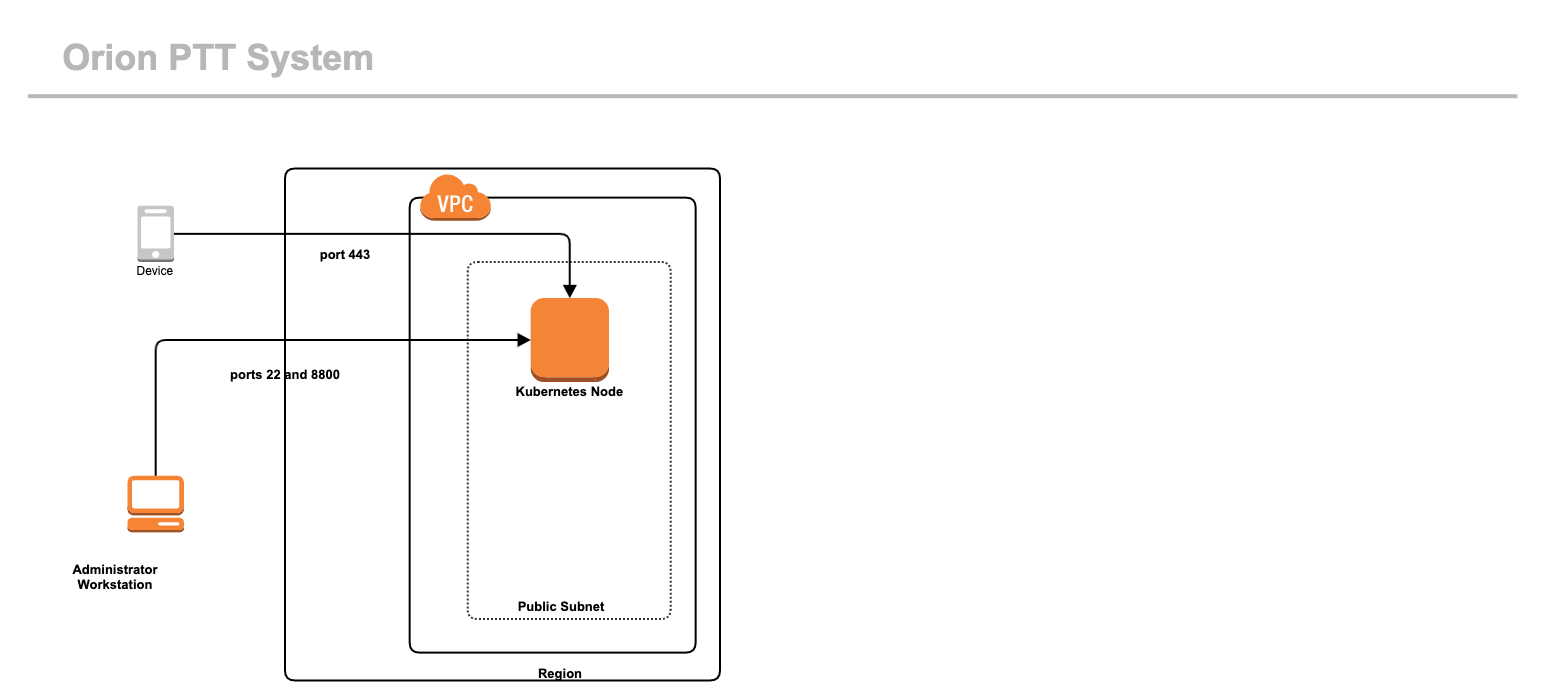 Orion PTT System
VPC
port 443
Device
ports 22 and 8800
Kubernetes Node
Administrator
Workstation
Public Subnet
Region